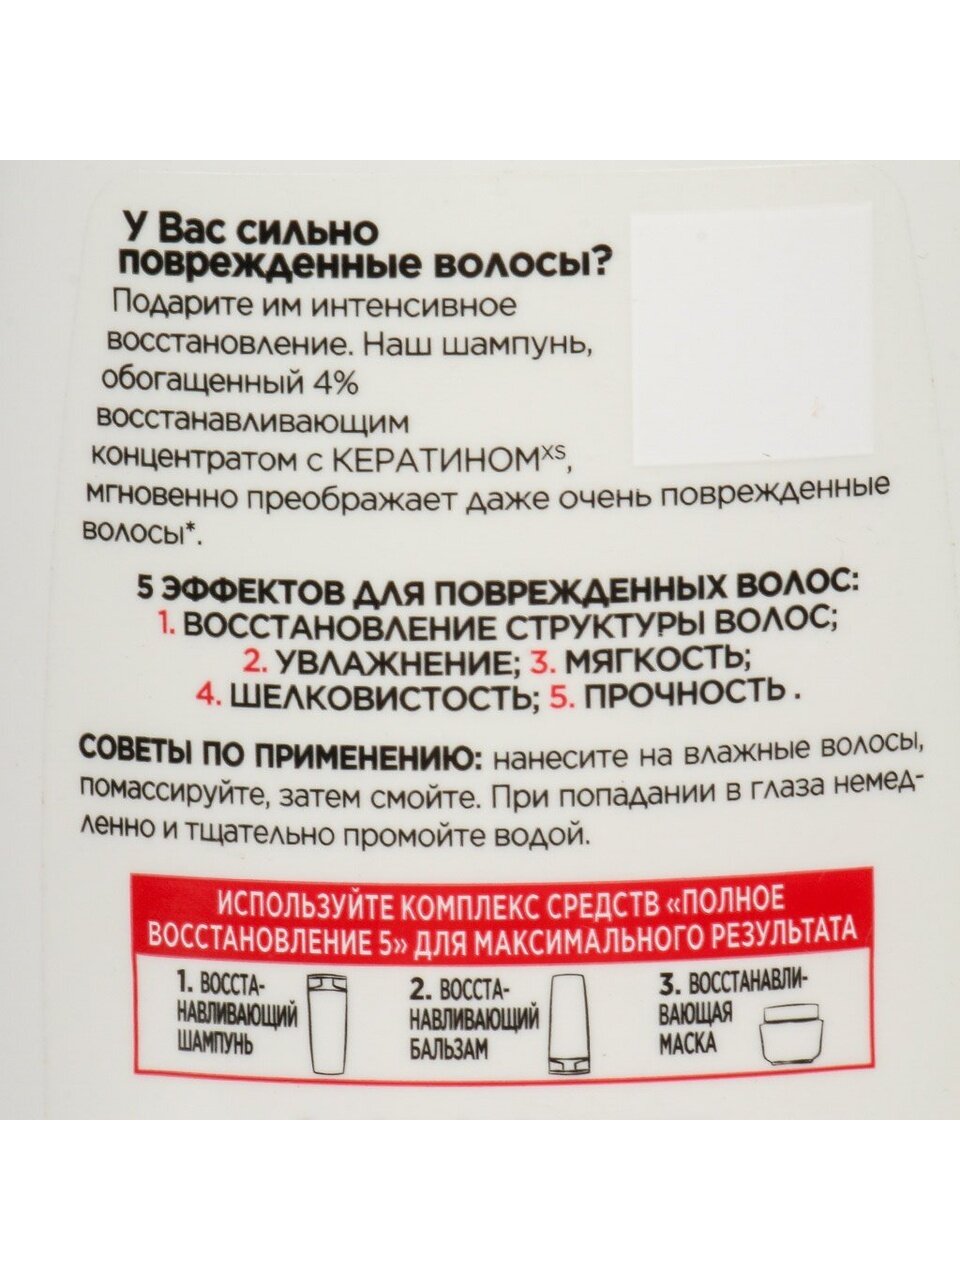 У Вас сильно
поврежденные волосы?
Подарите им интенсивное
восстановление. Наш шампунь,
обогащенный 4%
восстанавливающим
концентратом с КЕРАТИНОМXS,
мгновенно преображает даже очень поврежденные
волосы*.
5 ЭФФЕКТОВ ДЛЯ ПОВРЕЖДЕННЫХ ВОЛОС:
1. ВОССТАНОВЛЕНИЕ СТРУКТУРЫ ВОЛОС;
2. УВЛАЖНЕНИЕ; 3. МЯГКОСТЬ;
4. ШЕЛКОВИСТОСТЬ; 5. ПРОЧНОСТЬ .
СОВЕТЫ ПО ПРИМЕНЕНИЮ: нанесите на влажные волосы,
помассируйте, затем смойте. При попадании в глаза немед-
ленно и тщательно промойте водой.
ИСПОЛЬЗУЙТЕ КОМПЛЕКС СРЕДСТВ «ПОЛНОЕ
ВОССТАНОВЛЕНИЕ 5» ДЛЯ МАКСИМАЛЬНОГО РЕЗУЛЬТАТА
1. ВОССТА-
НАВЛИВАЮЩИЙ
ШАМПУНЬ
2. ВОССТА-
НАВЛИВАЮЩИЙ
БАЛЬЗАМ
3. ВОССТАНАВЛИ-
ВАЮЩАЯ
МАСКА